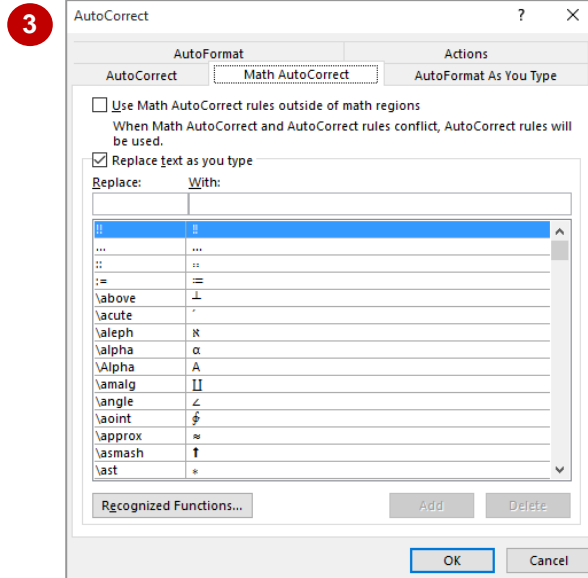 3
AutoCorrect ? ×
AutoFormat Actions
AutoCorrect Math AutoCorrect AutoFormat As You Type
Use Math AutoCorrect rules outside of math regions
When Math AutoCorrect and AutoCorrect rules conflict, AutoCorrect rules will
be used.
Replace text as you type
Replace: With:
!! ‼
... …
:: ∷
:= ≔
\above ┴
\acute ´
\aleph ℵ
\alpha α
\Alpha Α
\amalg ∐
\angle ∠
\aoint ∳
\approx ≈
\asmash ⬆
\ast ∗
Recognized Functions... Add Delete
OK Cancel